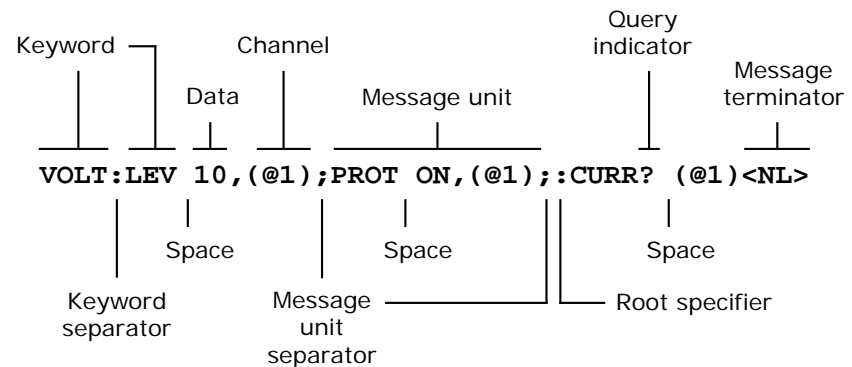 Query
Keyword Channel indicator
Message
Data Message unit terminator
VOLT:LEV 10,(@1);PROT ON,(@1);:CURR? (@1)<NL>
Space Space Space
Keyword Message Root specifier
separator unit
separator